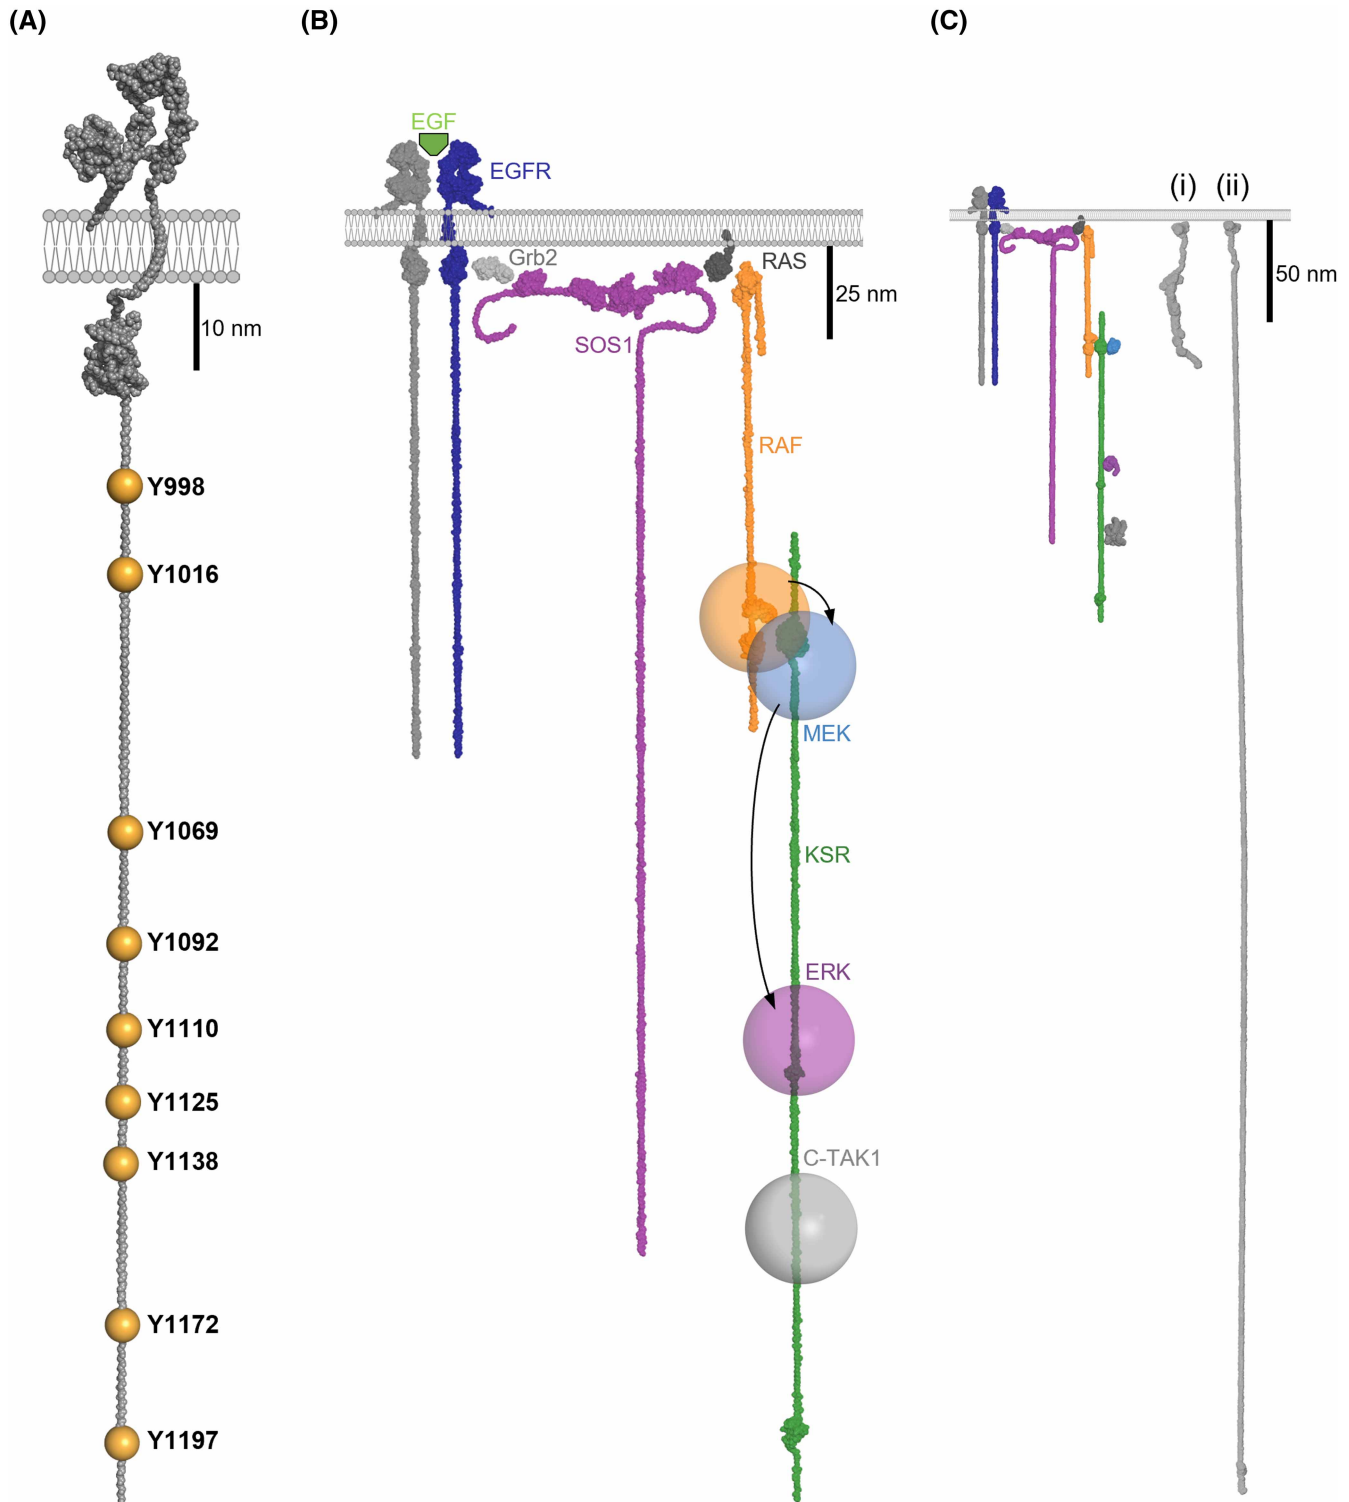 (A)
(B)
(C)
EGF
EGFR
Grb2
RAS
25 nm
SOS1
RAF
MEK
KSR
ERK
C-TAK1
10 nm
Y998
Y1016
Y1069
Y1092
Y1110
Y1125
Y1138
Y1172
Y1197
(i)
(ii)
50 nm